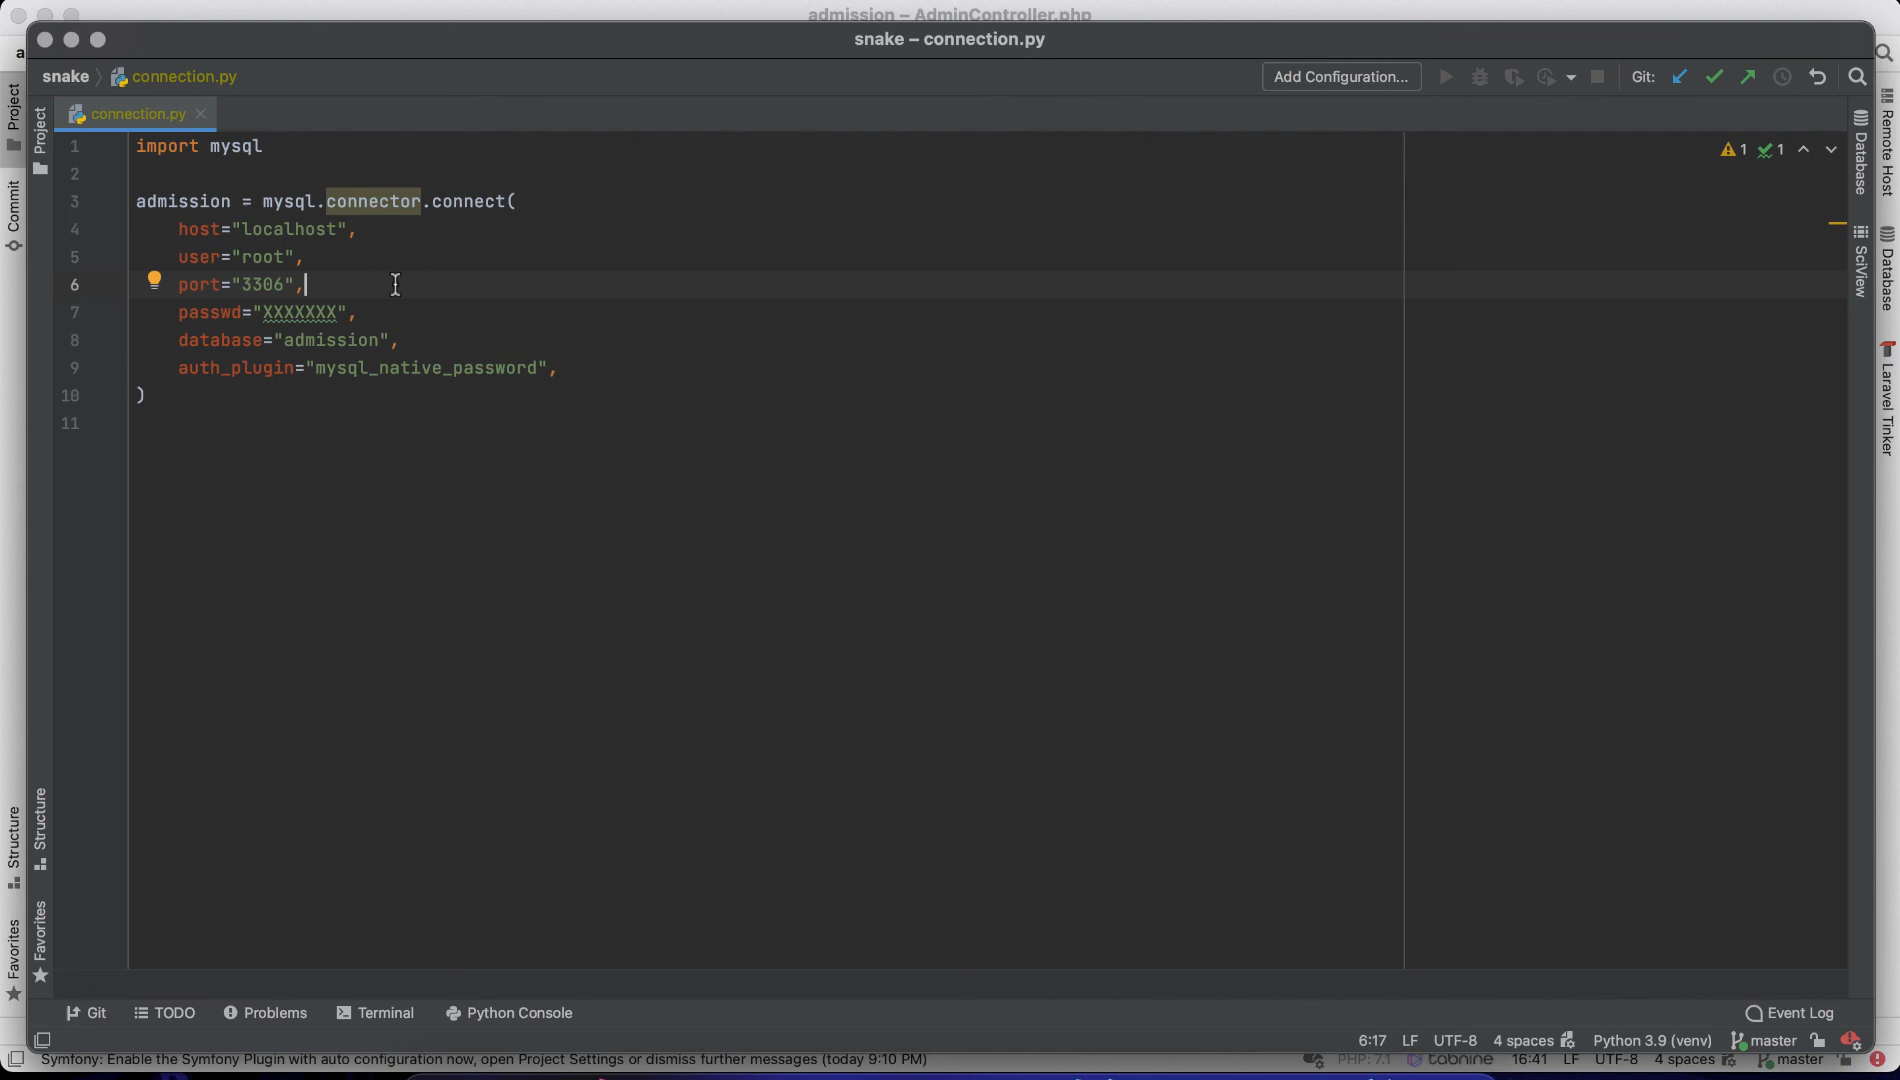 admission – AdminController.php
snake – connection.py
a
snake
connection.py
Add Configuration...
Git:
connection.py
1 import mysql
2
3 admission = mysql.connector.connect(
4 host="localhost",
5 user="root",
6 port="3306",
7 passwd="XXXXXXX",
8 database="admission",
9 auth_plugin="mysql_native_password",
10 )
11
1 1
Project
Commit
Structure
Favorites
Project
Structure
Favorites
Database
SciView
Remote Host
Database
Laravel Tinker
Git
TODO
Problems
Terminal
Python Console
Event Log
6:17 LF UTF-8 4 spaces Python 3.9 (venv) master
Symfony: Enable the Symfony Plugin with auto configuration now, open Project Settings or dismiss further messages (today 9:10 PM)
PHP: 7.1 tabnine 16:41 LF UTF-8 4 spaces master